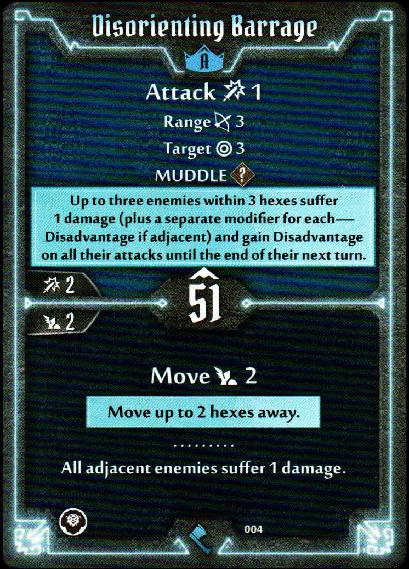 Disorienting Barrage
A
Attack 1
Range 3
Target 3
MUDDLE ?
Up to three enemies within 3 hexes suffer
1 damage (plus a separate modifier for each—
Disadvantage if adjacent) and gain Disadvantage
on all their attacks until the end of their next turn.
2
51
2
Move 2
Move up to 2 hexes away.
.........
All adjacent enemies suffer 1 damage.
004